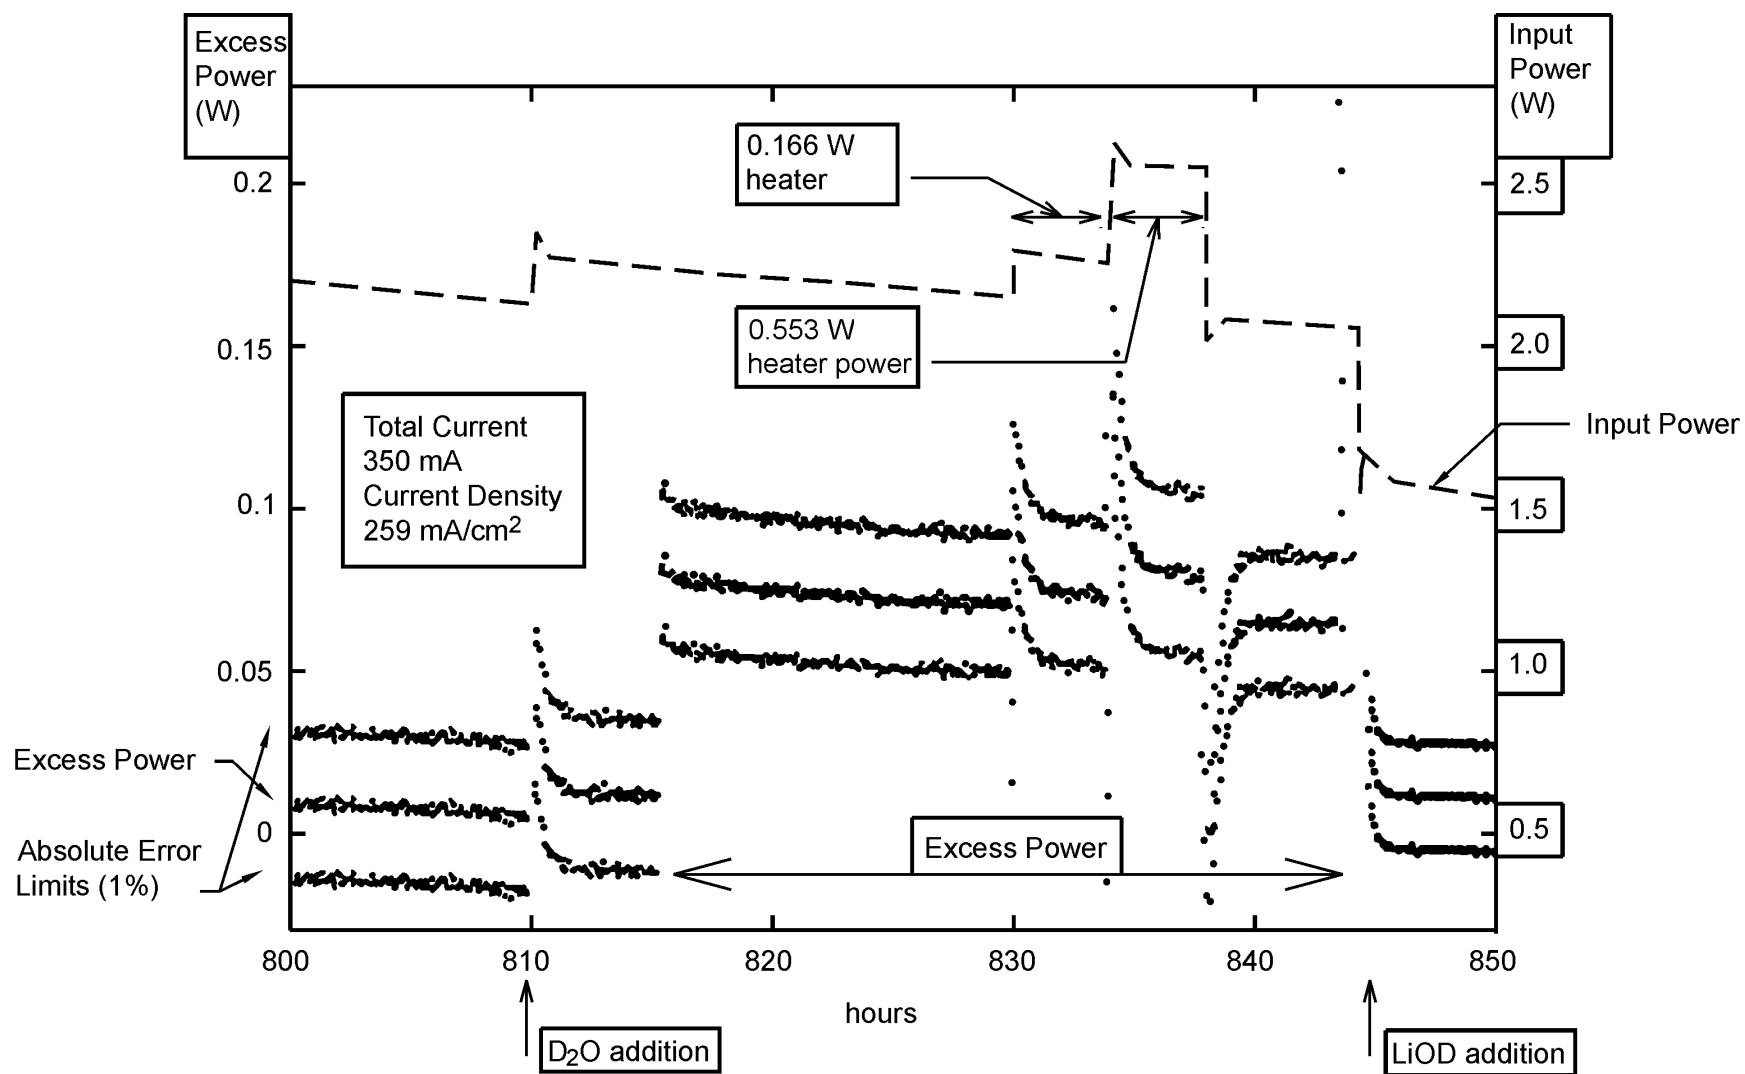 Excess
Power
(W)
Input
Power
(W)
0.166 W
heater
0.2
2.5
0.553 W
heater power
0.15
2.0
Total Current
350 mA
Current Density
259 mA/cm²
Input Power
0.1
1.5
0.05
1.0
Excess Power
0
0.5
Absolute Error
Limits (1%)
Excess Power
800
810
820
830
840
850
hours
D₂O addition
LiOD addition